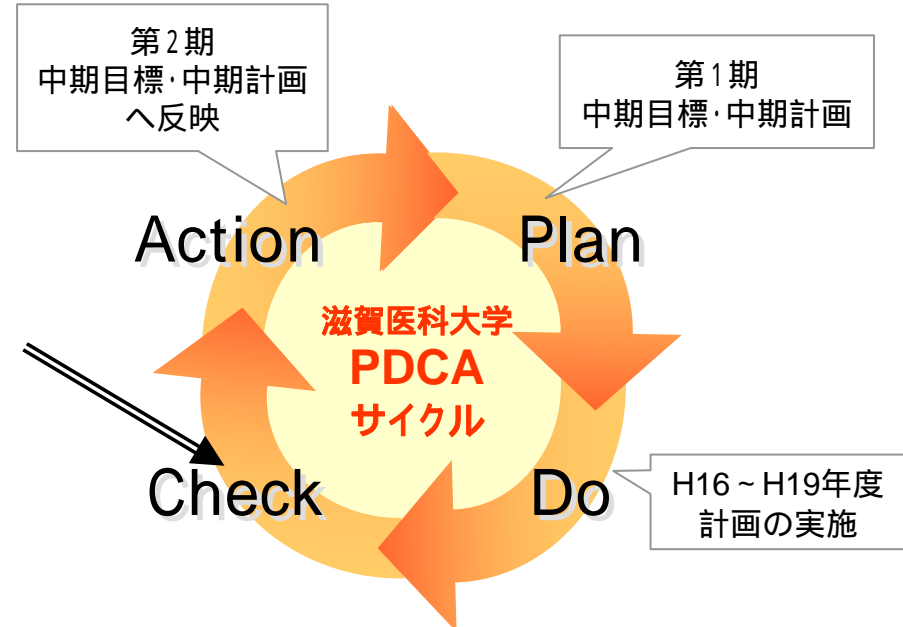 第2期
中期目標・中期計画
へ反映
第1期
中期目標・中期計画
Action
Plan
滋賀医科大学
PDCA
サイクル
Check
Do
H16~H19年度
計画の実施